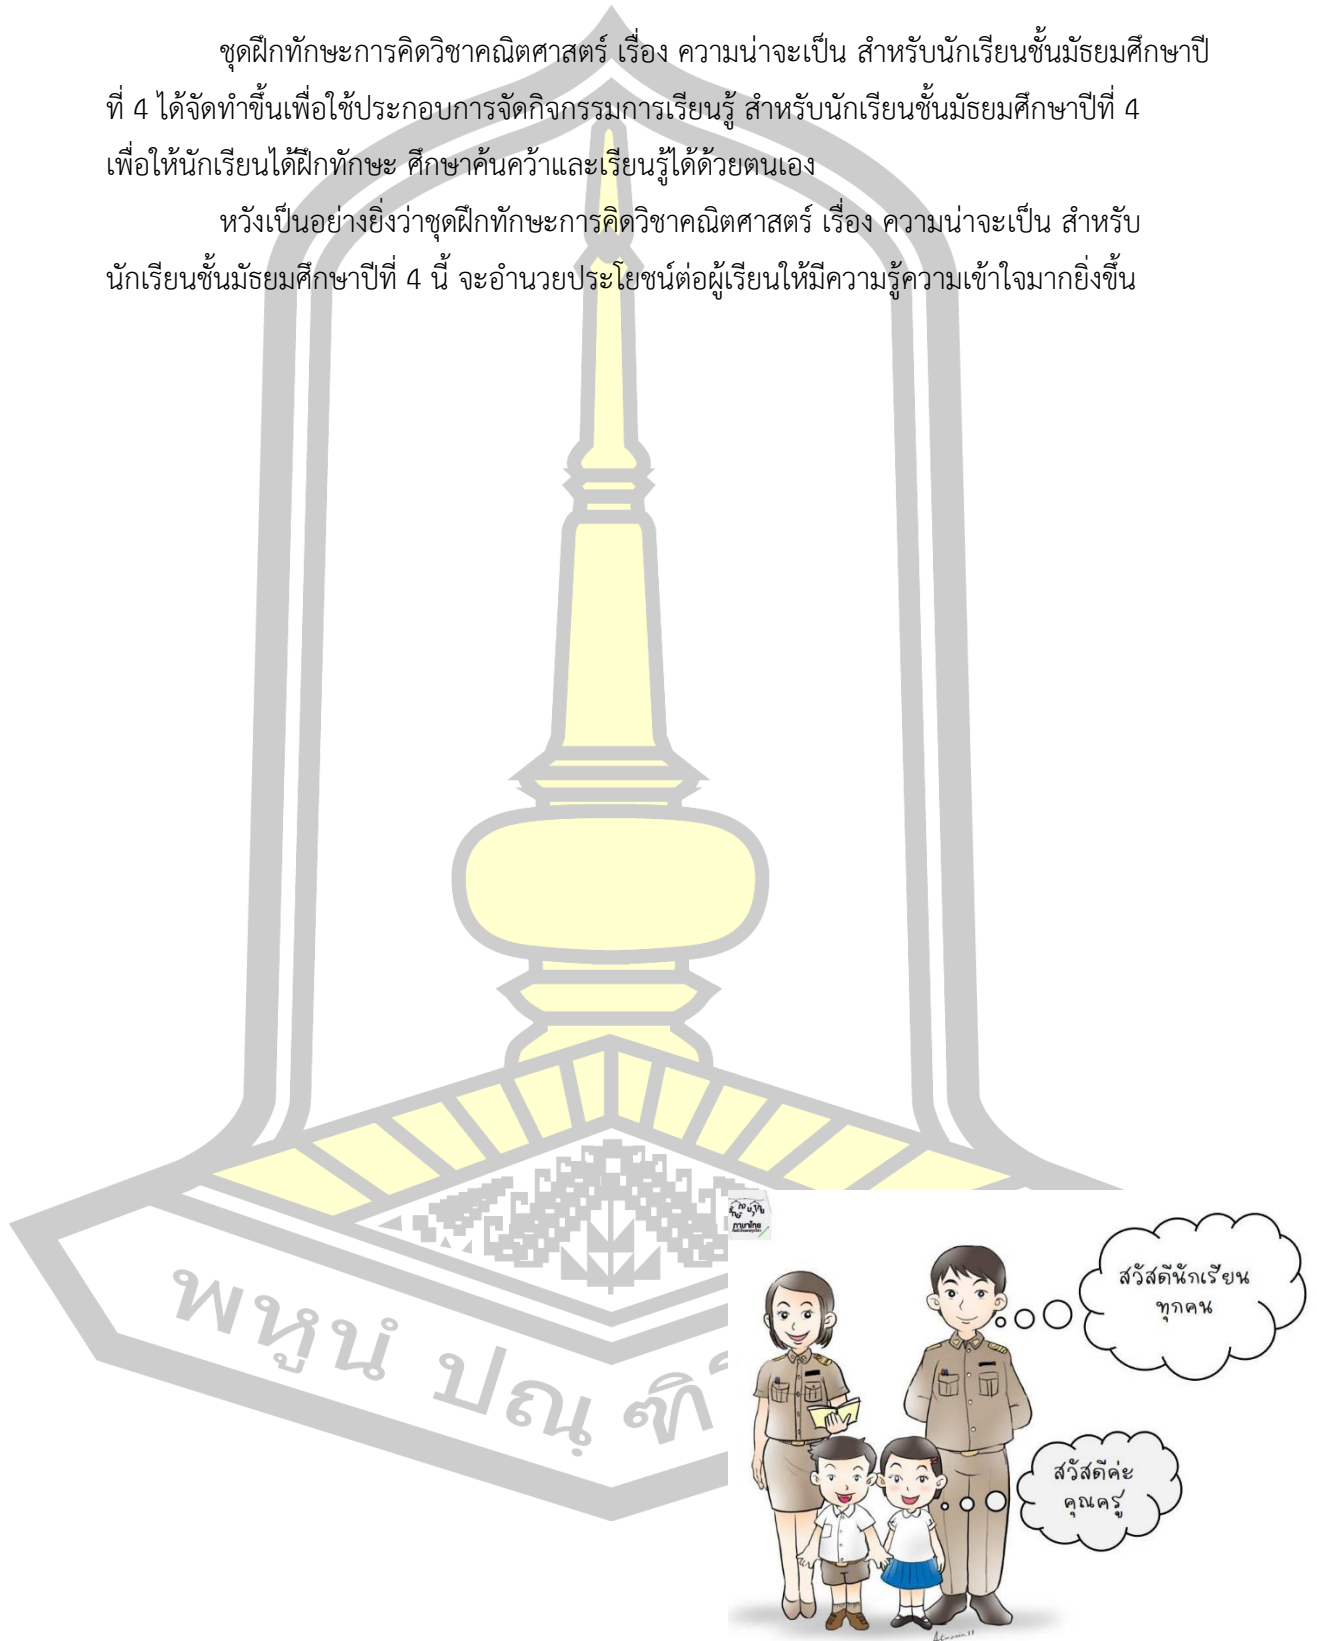 ชุดฝึกทักษะการคิดวิชาคณิตศาสตร์ เรื่อง ความน่าจะเป็น สำหรับนักเรียนชั้นมัธยมศึกษาปี
ที่ 4 ได้จัดทำขึ้นเพื่อใช้ประกอบการจัดกิจกรรมการเรียนรู้ สำหรับนักเรียนชั้นมัธยมศึกษาปีที่ 4
เพื่อให้นักเรียนได้ฝึกทักษะ ศึกษาค้นคว้าและเรียนรู้ได้ด้วยตนเอง
หวังเป็นอย่างยิ่งว่าชุดฝึกทักษะการคิดวิชาคณิตศาสตร์ เรื่อง ความน่าจะเป็น สำหรับ
นักเรียนชั้นมัธยมศึกษาปีที่ 4 นี้ จะอำนวยประโยชน์ต่อผู้เรียนให้มีความรู้ความเข้าใจมากยิ่งขึ้น
ภาษาไทย
สวัสดีนักเรียน
ทุกคน
พหูนํ ปณฺ ฑิ
สวัสดีค่ะ
คุณครู